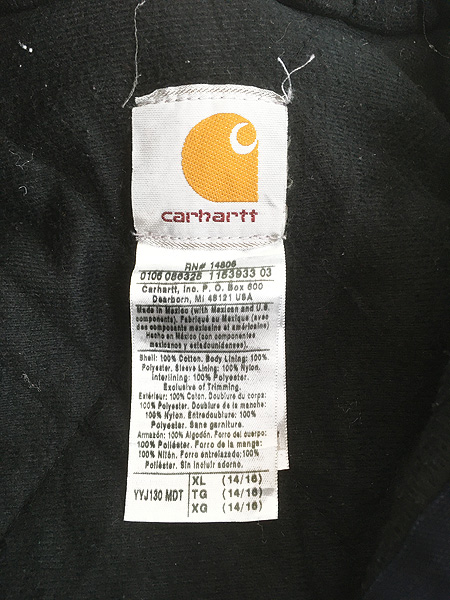 carhartt
RN# 14806
0106 086328 1183933 03
Carhartt, Inc. P.O. Box 600
Dearborn, MI 48121 USA
Made in Mexico (with Mexican and U.S.
components). Fabriqué au Mexique (avec
des composants mexicains et américains)
Hecho en México (con componentes
mexicanos y estadounidenses)
Shell: 100% Cotton. Body Lining: 100%
Polyester. Sleeve Lining: 100% Nylon.
Interlining: 100% Polyester.
Exclusive of Trimming.
Extérieur: 100% Coton. Doublure du corps:
100% Polyester. Doublure de la manche:
100% Nylon. Entredoublure: 100%
Polyester. Sans garniture.
Armazón: 100% Algodón. Forro del cuerpo:
100% Poliéster. Forro de la manga:
100% Nilón. Forro entrelazado: 100%
Poliéster. Sin incluir adorno.
YYJ130 MDT
XL (14/16)
TG (14/16)
XG (14/16)